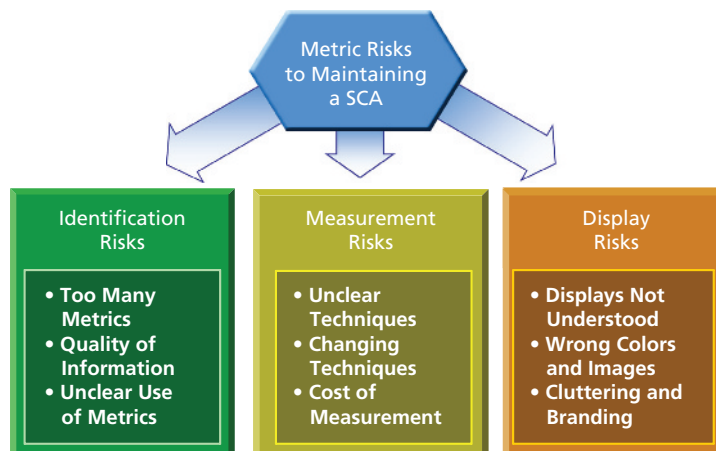 Metric Risks
to Maintaining
a SCA
Identification
Risks
• Too Many
Metrics
• Quality of
Information
• Unclear Use
of Metrics
Measurement
Risks
• Unclear
Techniques
• Changing
Techniques
• Cost of
Measurement
Display
Risks
• Displays Not
Understood
• Wrong Colors
and Images
• Cluttering and
Branding